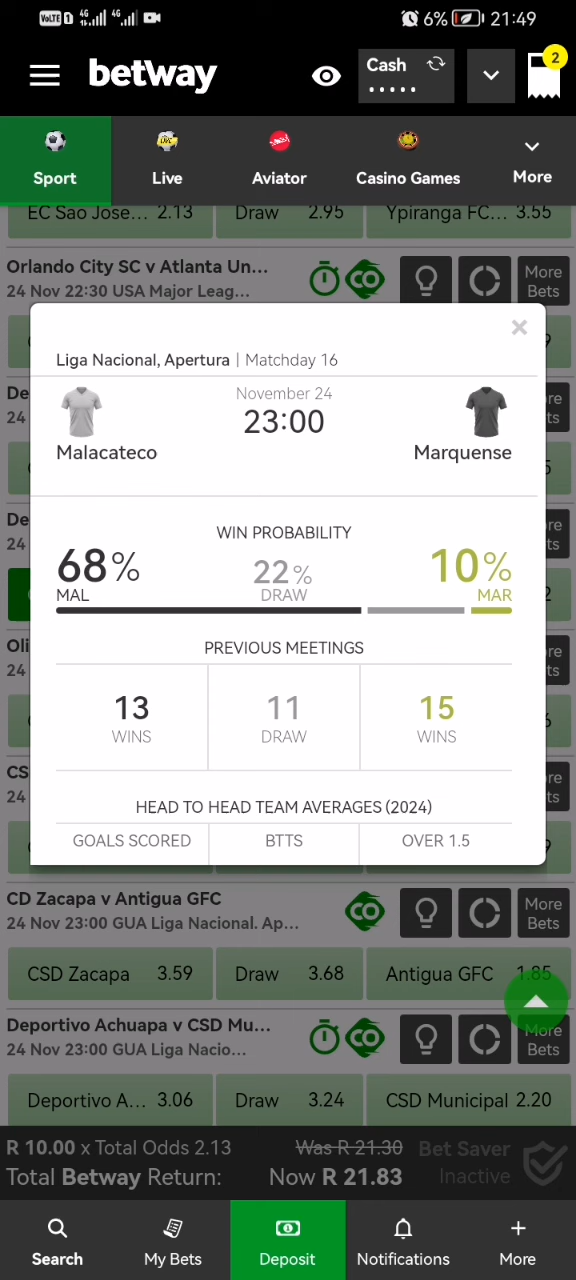 VoLTE 1 4G 4G 6% 21:49
betway Cash ••••• 2
Sport Live Aviator Casino Games More
EC Sao Jose... 2.13 Draw 2.95 Ypiranga FC... 3.55
Orlando City SC v Atlanta Un...
24 Nov 22:30 USA Major Leag...
CO
More Bets
×
Liga Nacional, Apertura | Matchday 16
November 24
23:00
Malacateco Marquense
WIN PROBABILITY
68% 22% 10%
MAL DRAW MAR
PREVIOUS MEETINGS
13 11 15
WINS DRAW WINS
HEAD TO HEAD TEAM AVERAGES (2024)
GOALS SCORED BTTS OVER 1.5
CD Zacapa v Antigua GFC
24 Nov 23:00 GUA Liga Nacional. Ap...
CO
More Bets
CSD Zacapa 3.59 Draw 3.68 Antigua GFC 1.85
Deportivo Achuapa v CSD Mu...
24 Nov 23:00 GUA Liga Nacio...
CO
More Bets
Deportivo A... 3.06 Draw 3.24 CSD Municipal 2.20
R 10.00 x Total Odds 2.13 Was R 21.30 Bet Saver
Total Betway Return: Now R 21.83 Inactive
Search My Bets Deposit Notifications More